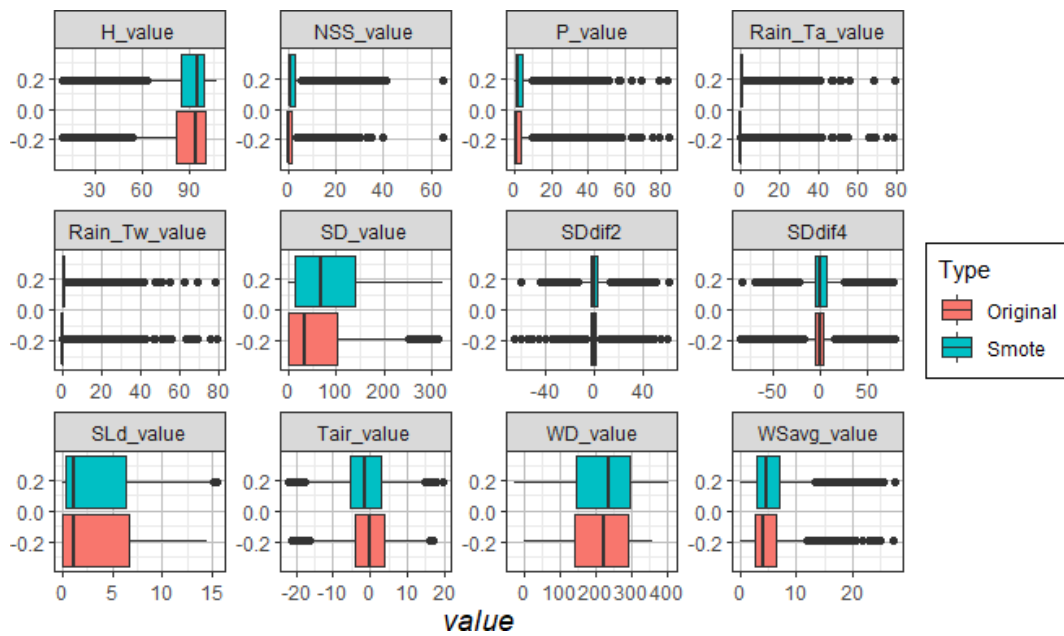 H_value NSS_value P_value Rain_Ta_value
0.2 0.2 0.2 0.2
0.0 0.0 0.0 0.0
-0.2 -0.2 -0.2 -0.2
30 60 90 0 20 40 60 0 20 40 60 80 0 20 40 60 80
Rain_Tw_value SD_value SDdif2 SDdif4
0.2 0.2 0.2 0.2
0.0 0.0 0.0 0.0
-0.2 -0.2 -0.2 -0.2
0 20 40 60 80 0 100 200 300 -40 0 40 -50 0 50
Type
Original
Smote
SLd_value Tair_value WD_value WSavg_value
0.2 0.2 0.2 0.2
0.0 0.0 0.0 0.0
-0.2 -0.2 -0.2 -0.2
0 5 10 15 -20 -10 0 10 20 0 100 200 300 400 0 10 20
value